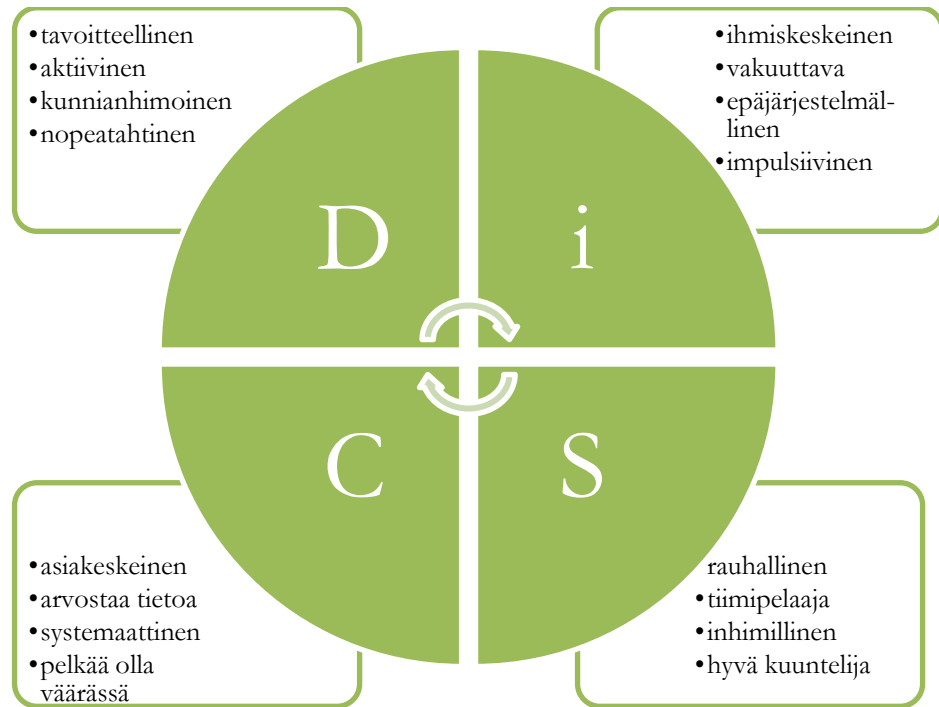 •tavoitteellinen
•aktiivinen
•kunnianhimoinen
•nopeatahtinen
•ihmiskeskeinen
•vakuuttava
•epäjärjestelmäl-
linen
•impulsiivinen
D
i
C
S
•asiakeskeinen
•arvostaa tietoa
•systemaattinen
•pelkää olla
väärässä
rauhallinen
•tiimipelaaja
•inhimillinen
•hyvä kuuntelija